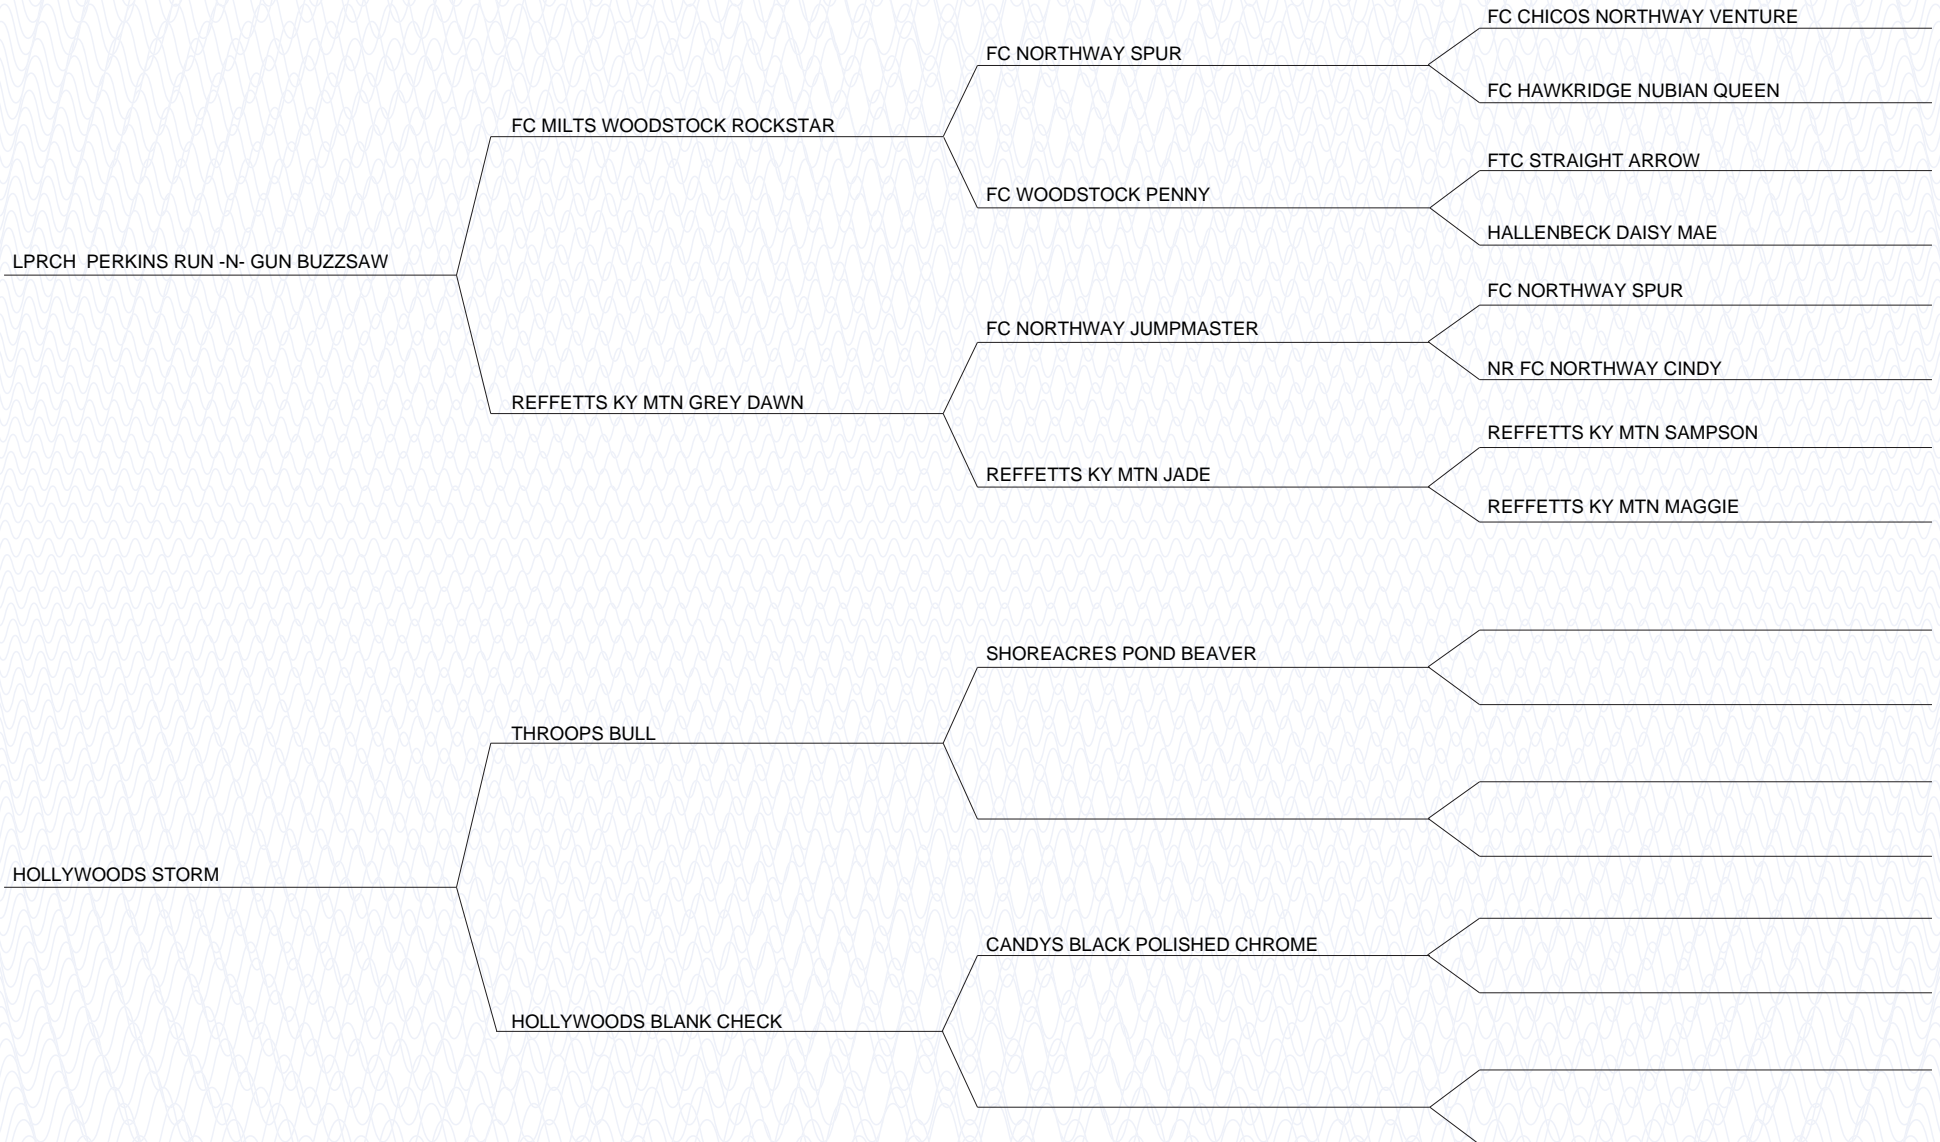 FC CHICOS NORTHWAY VENTURE
FC NORTHWAY SPUR
FC HAWKRIDGE NUBIAN QUEEN
FC MILTS WOODSTOCK ROCKSTAR
FTC STRAIGHT ARROW
FC WOODSTOCK PENNY
HALLENBECK DAISY MAE
LPRCH  PERKINS RUN -N- GUN BUZZSAW
FC NORTHWAY SPUR
FC NORTHWAY JUMPMASTER
NR FC NORTHWAY CINDY
REFFETTS KY MTN GREY DAWN
REFFETTS KY MTN SAMPSON
REFFETTS KY MTN JADE
REFFETTS KY MTN MAGGIE
SHOREACRES POND BEAVER
THROOPS BULL
HOLLYWOODS STORM
CANDYS BLACK POLISHED CHROME
HOLLYWOODS BLANK CHECK